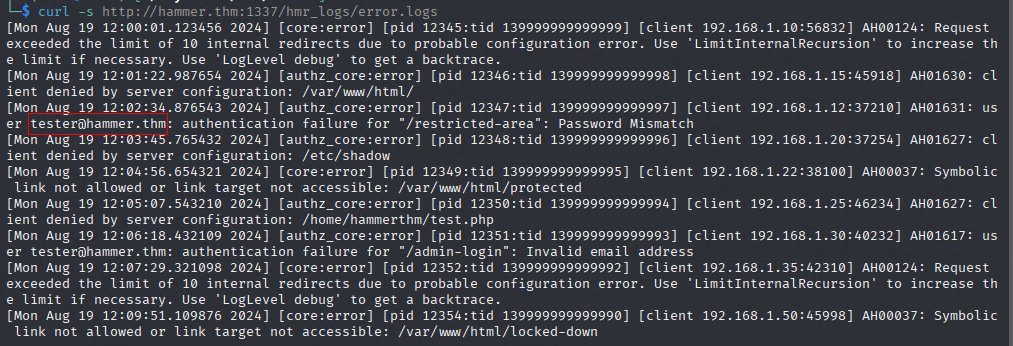 └─$ curl -s http://hammer.thm:1337/hmr_logs/error.logs
[Mon Aug 19 12:00:01.123456 2024] [core:error] [pid 12345:tid 139999999999999] [client 192.168.1.10:56832] AH00124: Request
exceeded the limit of 10 internal redirects due to probable configuration error. Use 'LimitInternalRecursion' to increase th
e limit if necessary. Use 'LogLevel debug' to get a backtrace.
[Mon Aug 19 12:01:22.987654 2024] [authz_core:error] [pid 12346:tid 139999999999998] [client 192.168.1.15:45918] AH01630: cl
ient denied by server configuration: /var/www/html/
[Mon Aug 19 12:02:34.876543 2024] [authz_core:error] [pid 12347:tid 139999999999997] [client 192.168.1.12:37210] AH01631: us
er tester@hammer.thm: authentication failure for "/restricted-area": Password Mismatch
[Mon Aug 19 12:03:45.765432 2024] [authz_core:error] [pid 12348:tid 139999999999996] [client 192.168.1.20:37254] AH01627: cl
ient denied by server configuration: /etc/shadow
[Mon Aug 19 12:04:56.654321 2024] [core:error] [pid 12349:tid 139999999999995] [client 192.168.1.22:38100] AH00037: Symbolic
link not allowed or link target not accessible: /var/www/html/protected
[Mon Aug 19 12:05:07.543210 2024] [authz_core:error] [pid 12350:tid 139999999999994] [client 192.168.1.25:46234] AH01627: cl
ient denied by server configuration: /home/hammerthm/test.php
[Mon Aug 19 12:06:18.432109 2024] [authz_core:error] [pid 12351:tid 139999999999993] [client 192.168.1.30:40232] AH01617: us
er tester@hammer.thm: authentication failure for "/admin-login": Invalid email address
[Mon Aug 19 12:07:29.321098 2024] [core:error] [pid 12352:tid 139999999999992] [client 192.168.1.35:42310] AH00124: Request
exceeded the limit of 10 internal redirects due to probable configuration error. Use 'LimitInternalRecursion' to increase th
e limit if necessary. Use 'LogLevel debug' to get a backtrace.
[Mon Aug 19 12:09:51.109876 2024] [core:error] [pid 12354:tid 139999999999990] [client 192.168.1.50:45998] AH00037: Symbolic
link not allowed or link target not accessible: /var/www/html/locked-down